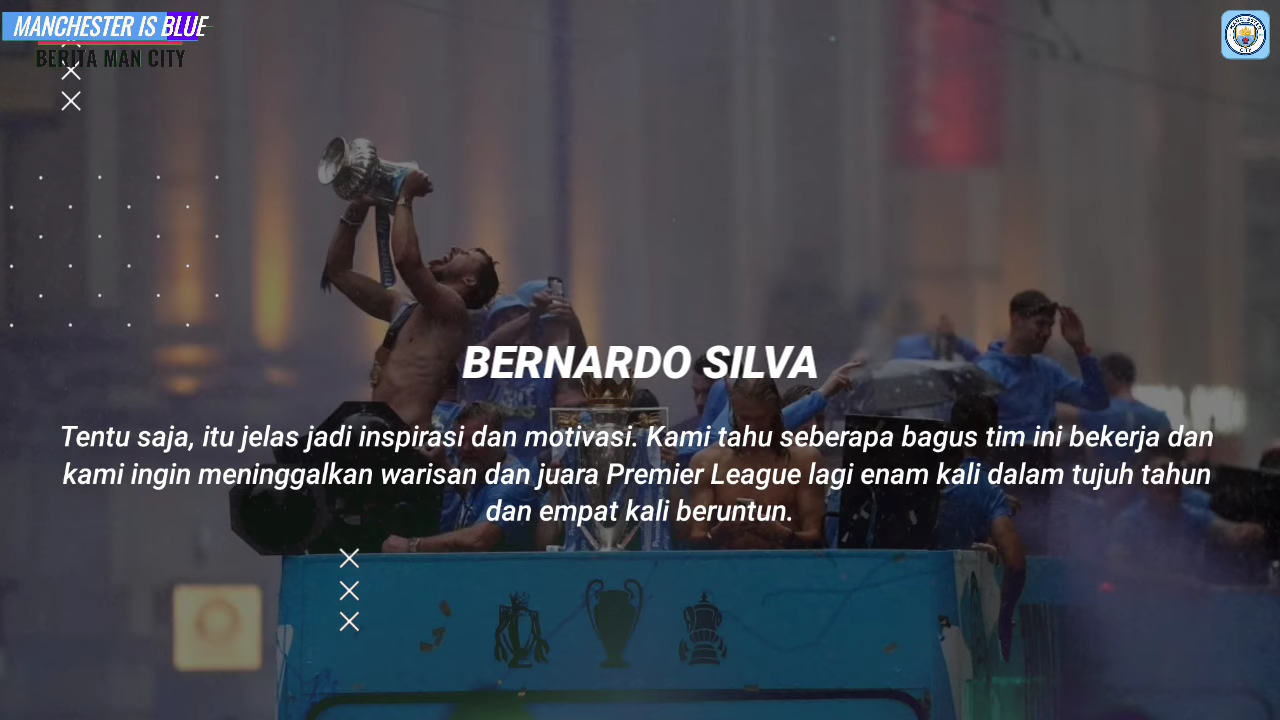 MANCHESTER IS BLUE
BERITA MAN CITY
BERNARDO SILVA
Tentu saja, itu jelas jadi inspirasi dan motivasi. Kami tahu seberapa bagus tim ini bekerja dan
kami ingin meninggalkan warisan dan juara Premier League lagi enam kali dalam tujuh tahun
dan empat kali beruntun.